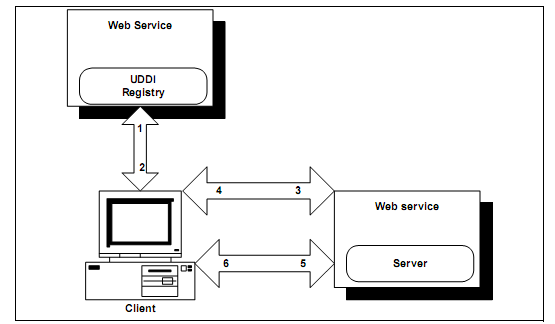 Web Service
UDDI
Registry
1
2
4 3
Web service
6 5
Server
Client